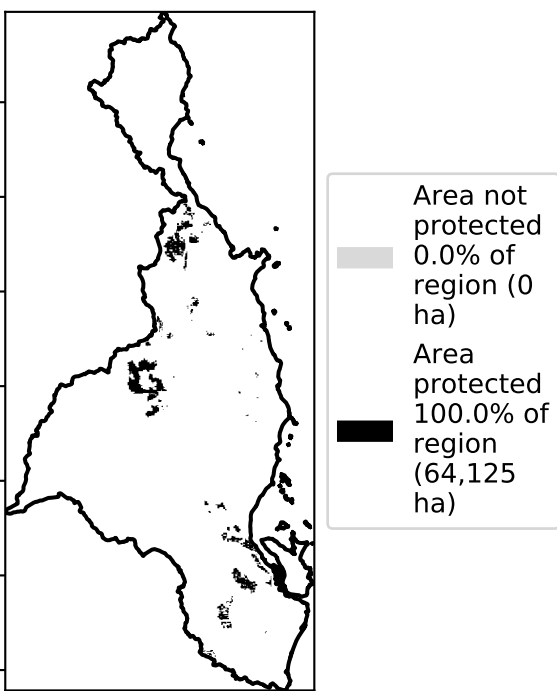 Area not
protected
0.0% of
region (0
ha)
Area
protected
100.0% of
region
(64,125
ha)